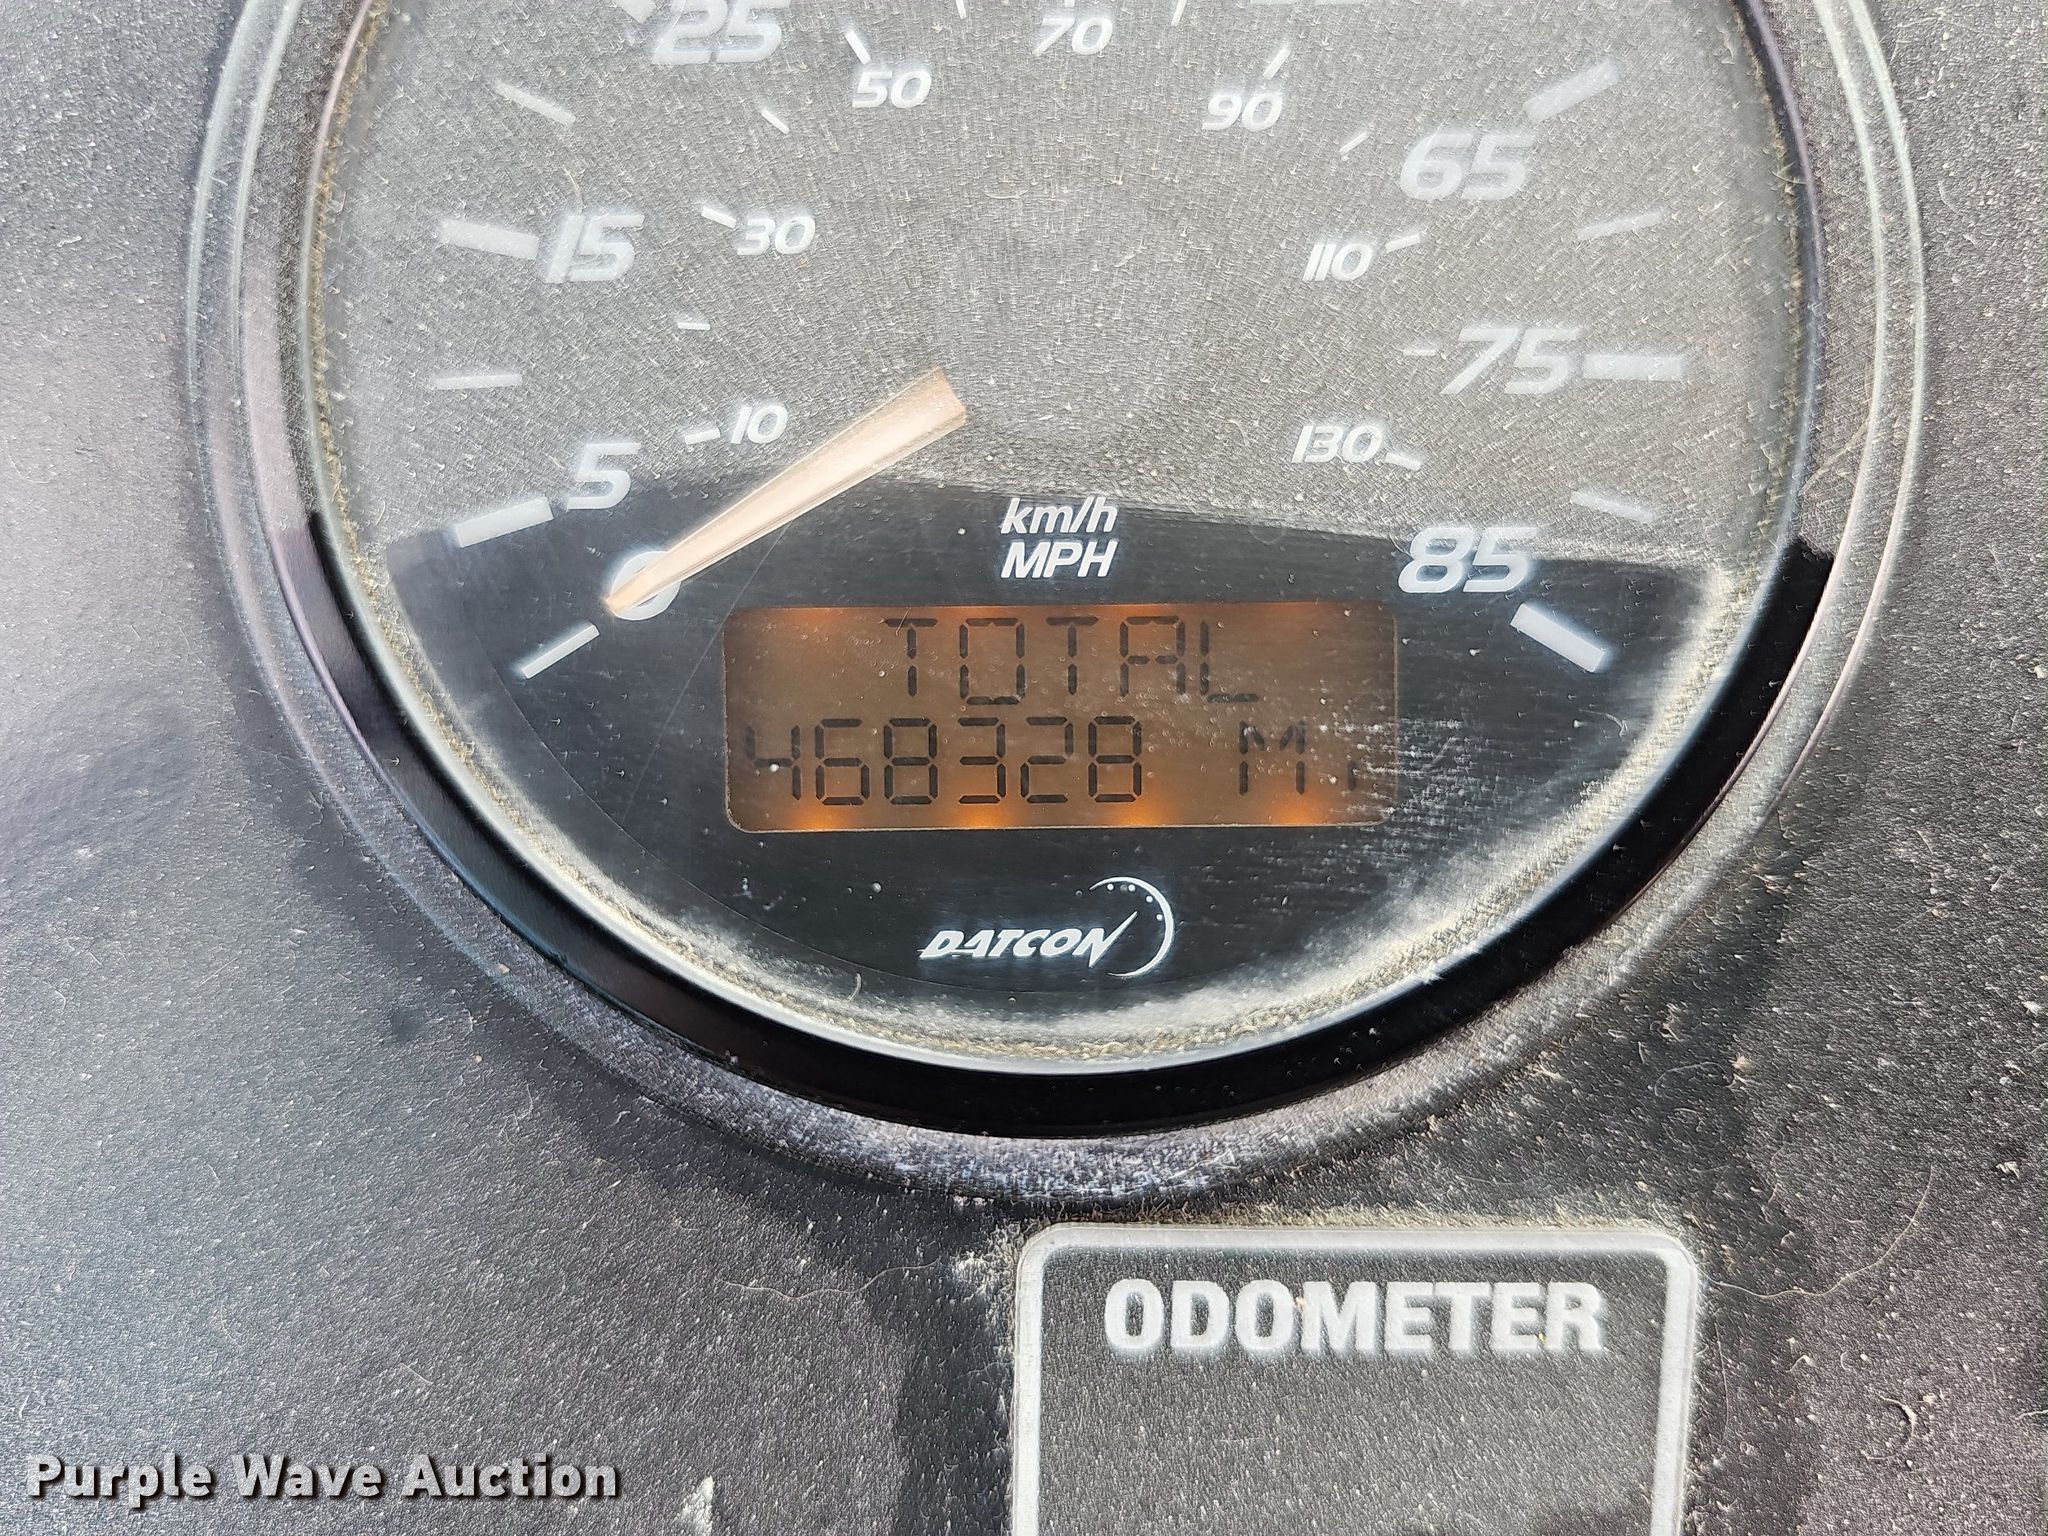 25
50
70
90
65
15
30
110
75
10
130
5
km/h
MPH
85
0
TOTAL
468328 Mi
DATCON
ODOMETER
Purple Wave Auction